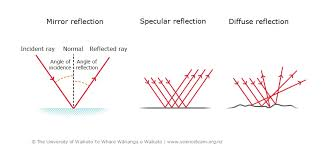 Mirror reflection
Specular reflection
Diffuse reflection
Incident ray
Normal
Reflected ray
Angle of
incidence
Angle of
reflection
© The University of Waikato Te Whare Wānanga o Waikato | www.sciencelearn.org.nz